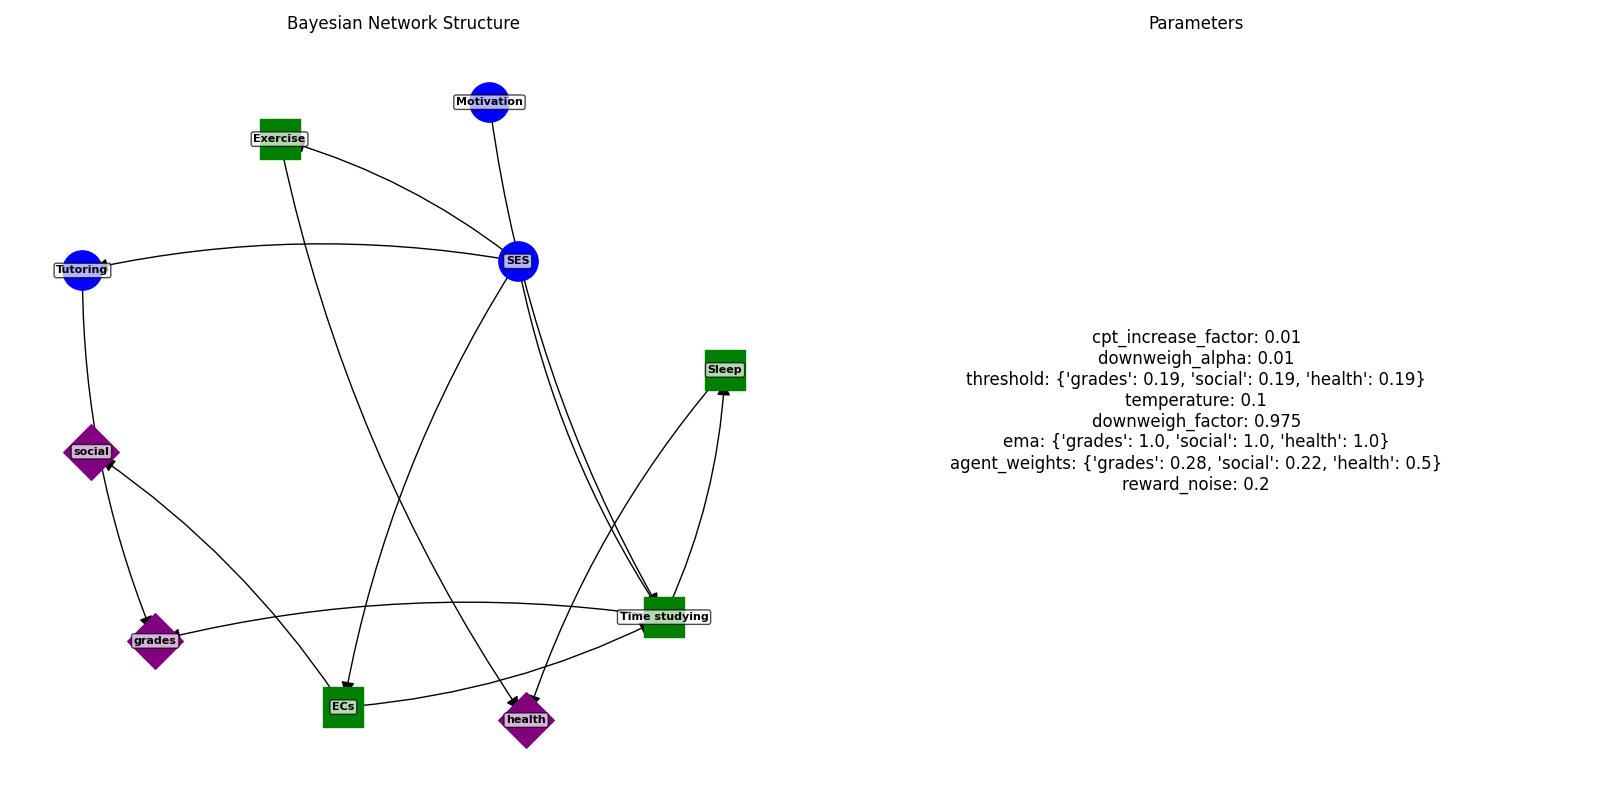 Bayesian Network Structure
Parameters
Motivation
Exercise
SES
Tutoring
Sleep
social
Time studying
grades
ECs
health
cpt_increase_factor: 0.01
downweigh_alpha: 0.01
threshold: {'grades': 0.19, 'social': 0.19, 'health': 0.19}
temperature: 0.1
downweigh_factor: 0.975
ema: {'grades': 1.0, 'social': 1.0, 'health': 1.0}
agent_weights: {'grades': 0.28, 'social': 0.22, 'health': 0.5}
reward_noise: 0.2